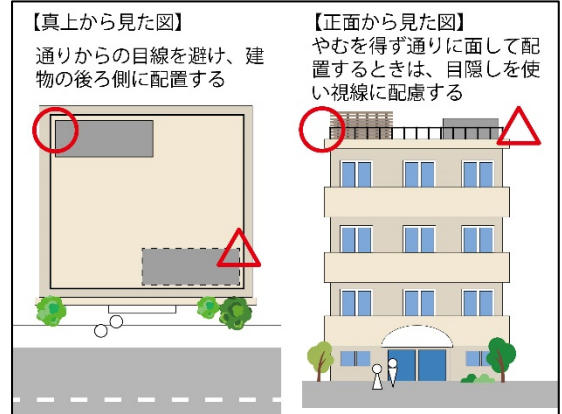 【真上から見た図】
通りからの目線を避け、建
物の後ろ側に配置する
【正面から見た図】
やむを得ず通りに面して配
置するときは、目隠しを使
い視線に配慮する